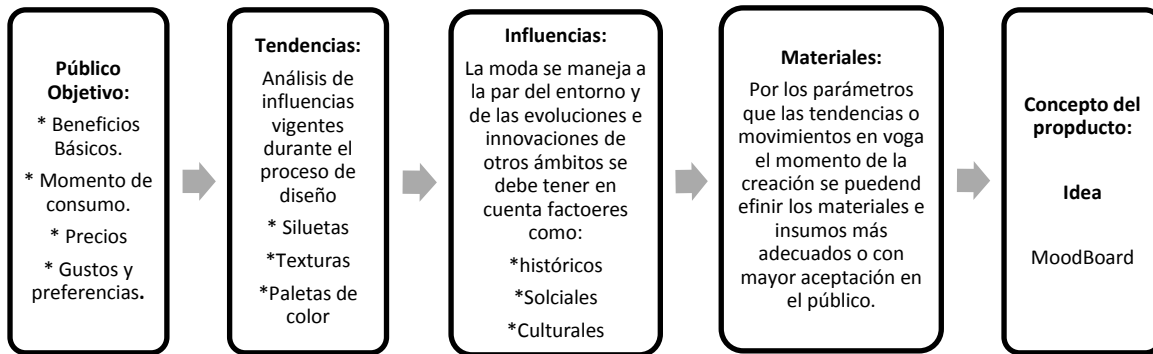 Público
Objetivo:
* Beneficios
Básicos.
* Momento de
consumo.
* Precios
* Gustos y
preferencias.
Tendencias:
Análisis de
influencias
vigentes
durante el
proceso de
diseño
* Siluetas
*Texturas
*Paletas de
color
Influencias:
La moda se maneja a
la par del entorno y
de las evoluciones e
innovaciones de
otros ámbitos se
debe tener en
cuenta factoeres
como:
*históricos
*Solciales
*Culturales
Materiales:
Por los parámetros
que las tendencias o
movimientos en voga
el momento de la
creación se puedend
efinir los materiales e
insumos más
adecuados o con
mayor aceptación en
el público.
Concepto del
propducto:
Idea
MoodBoard